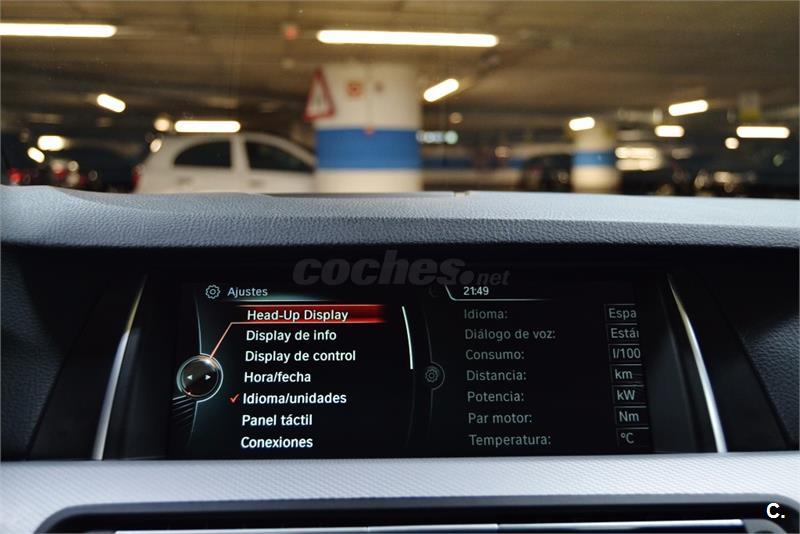 coches.net
Ajustes
21:49
Head-Up Display
Display de info
Display de control
Hora/fecha
Idioma/unidades
Panel táctil
Conexiones
Idioma: Espa
Diálogo de voz: Está
Consumo: l/100
Distancia: km
Potencia: kW
Par motor: Nm
Temperatura: °C
C.